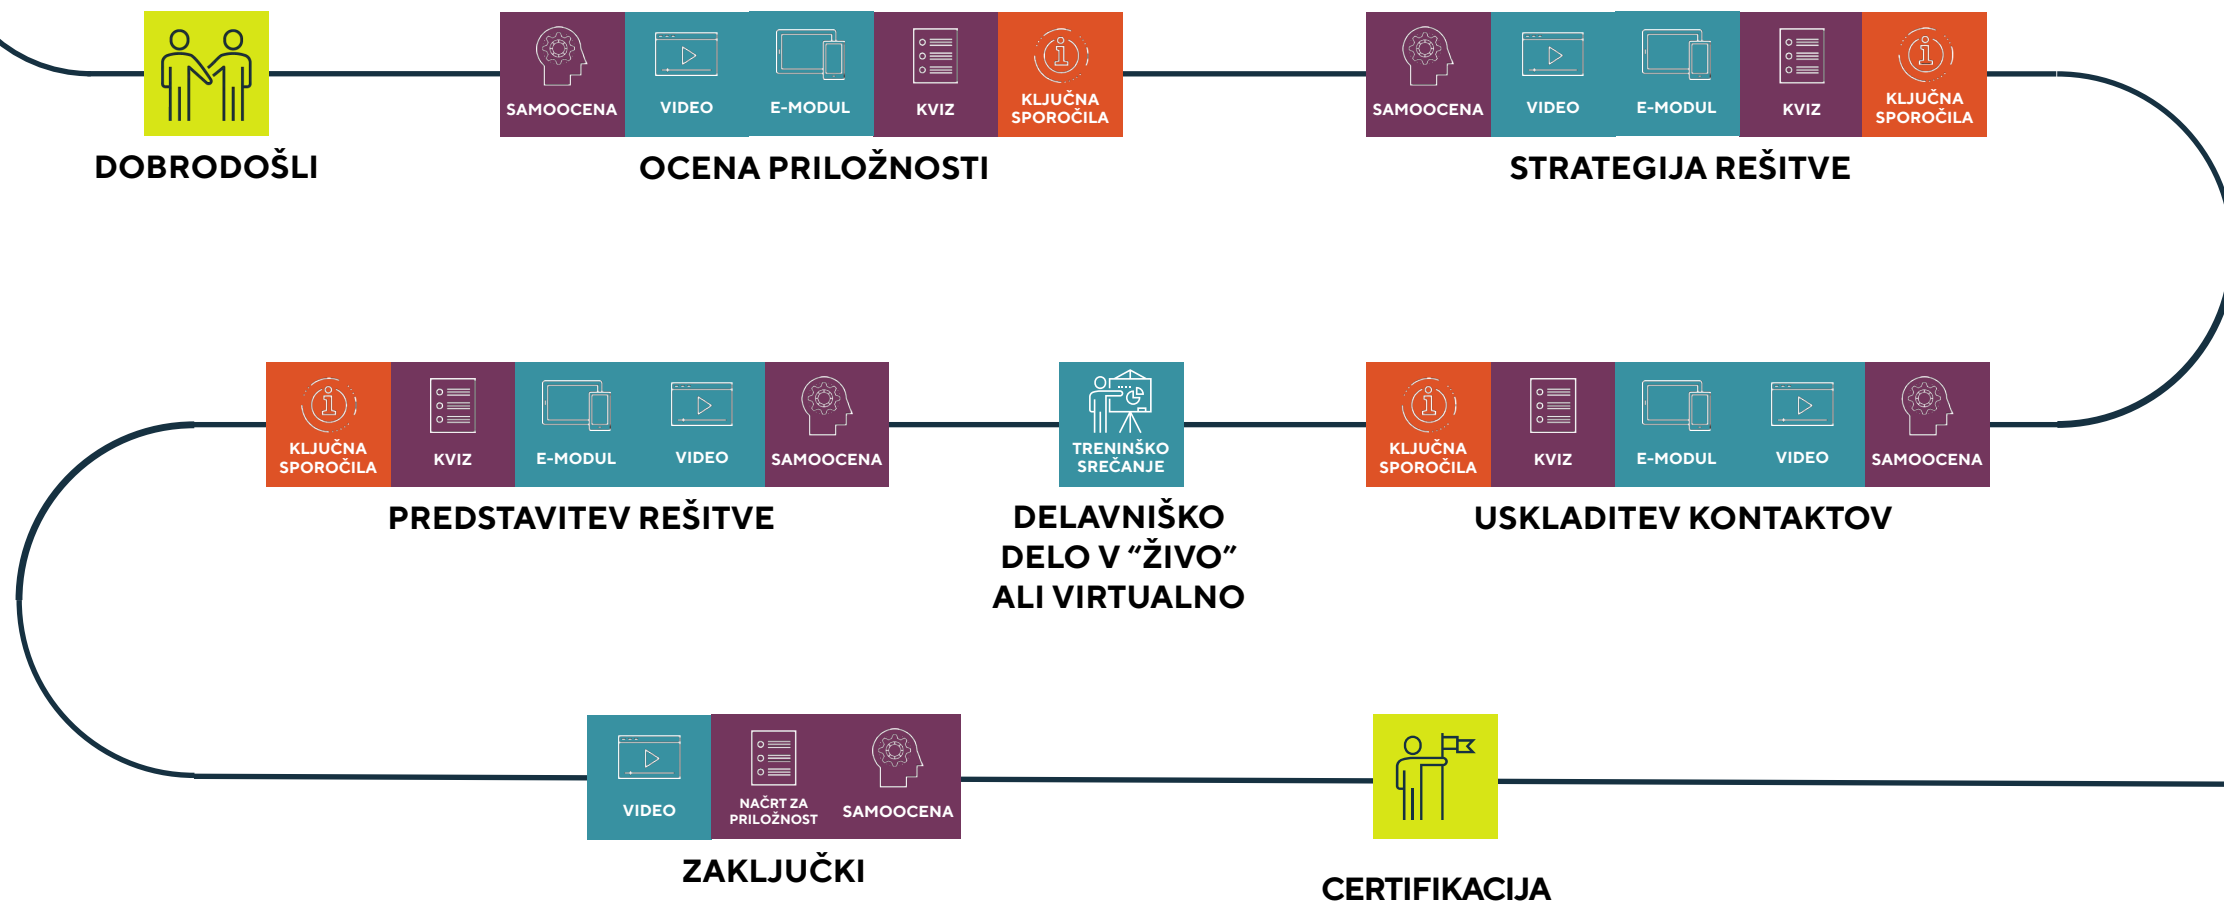 SAMOOCENA
VIDEO
E-MODUL
KVIZ
KLJUČNA
SPOROČILA
SAMOOCENA
VIDEO
E-MODUL
KVIZ
KLJUČNA
SPOROČILA
DOBRODOŠLI
OCENA PRILOŽNOSTI
STRATEGIJA REŠITVE
KLJUČNA
SPOROČILA
KVIZ
E-MODUL
VIDEO
SAMOOCENA
TRENINŠKO
SREČANJE
KLJUČNA
SPOROČILA
KVIZ
E-MODUL
VIDEO
SAMOOCENA
PREDSTAVITEV REŠITVE
DELAVNIŠKO
DELO V “ŽIVO”
ALI VIRTUALNO
USKLADITEV KONTAKTOV
VIDEO
NAČRT ZA
PRILOŽNOST
SAMOOCENA
ZAKLJUČKI
CERTIFIKACIJA